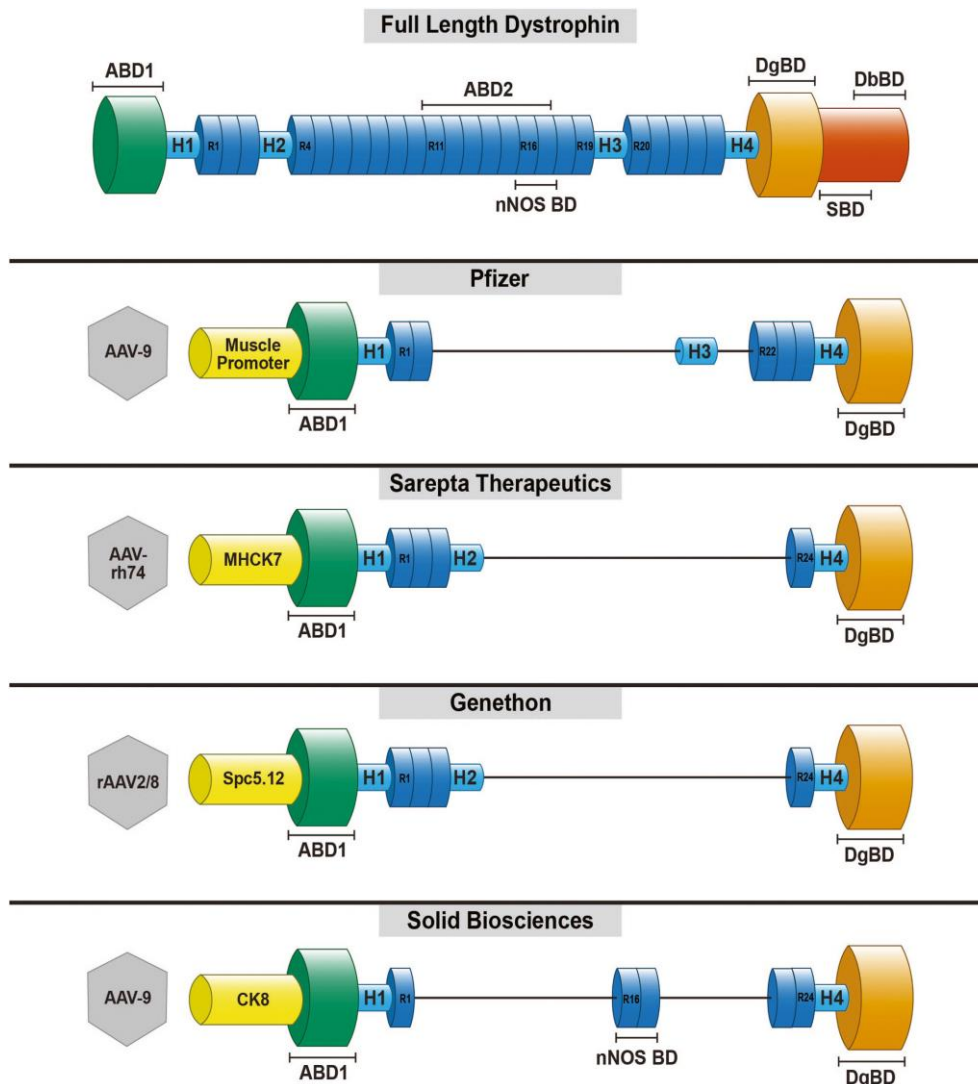 Full Length Dystrophin
ABD1
ABD2
DgBD
DbBD
H1
R1
H2
R4
R11
R16
R19
H3
R20
H4
nNOS BD
SBD
Pfizer
AAV-9
Muscle
Promoter
H1
R1
H3
R22
H4
ABD1
DgBD
Sarepta Therapeutics
AAV-
rh74
MHCK7
H1
R1
H2
R24
H4
ABD1
DgBD
Genethon
rAAV2/8
Spc5.12
H1
R1
H2
R24
H4
ABD1
DgBD
Solid Biosciences
AAV-9
CK8
H1
R1
R16
R24
H4
nNOS BD
ABD1
DgBD